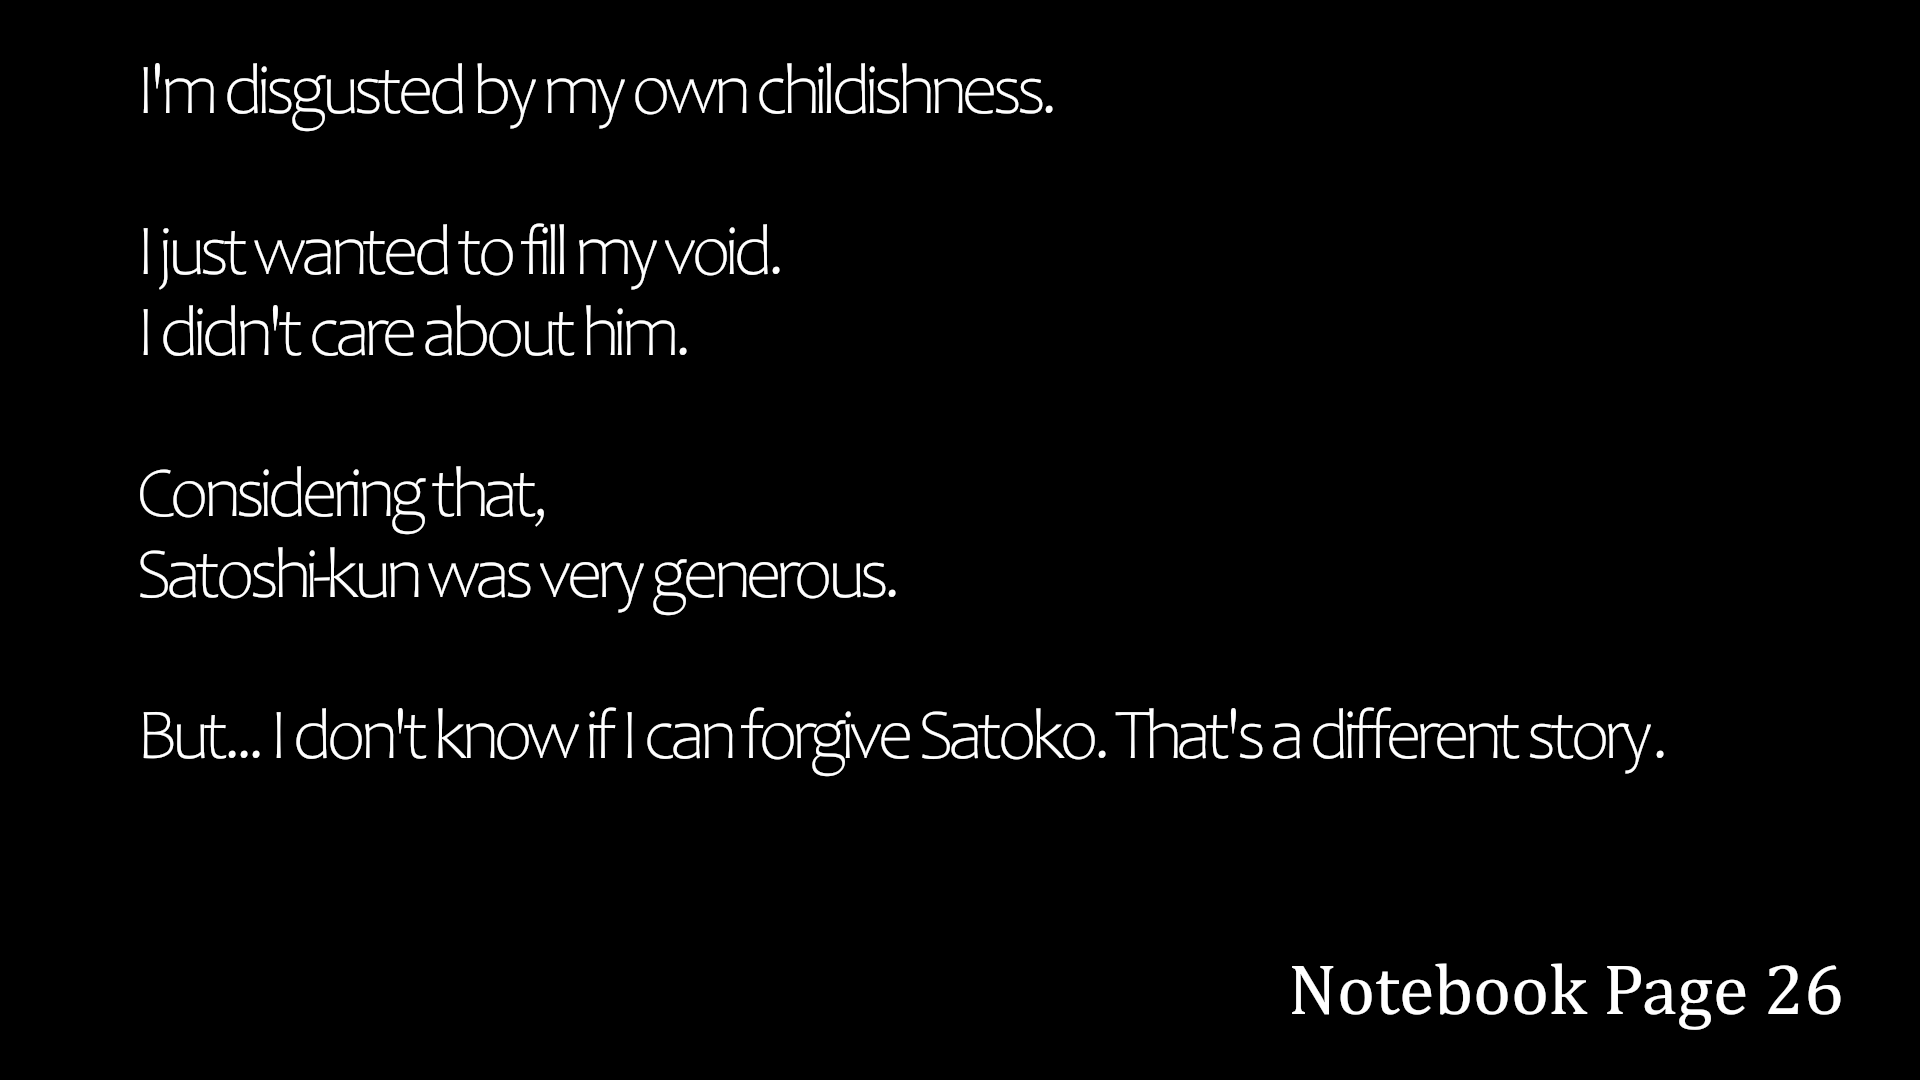 I'm disgusted by my own childishness.
I just wanted to fill my void.
I didn't care about him.
Considering that,
Satoshi-kun was very generous.
But... I don't know if I can forgive Satoko. That's a different story.
Notebook Page 26